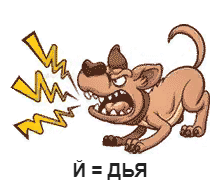 Й = ДЬЯ